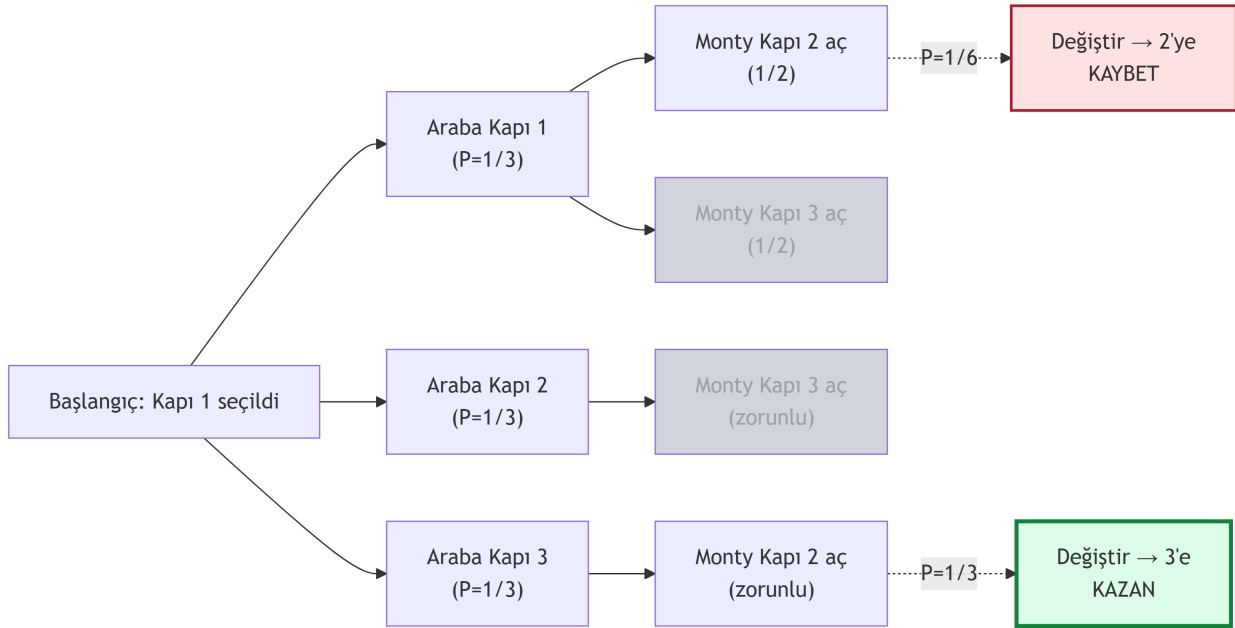 Başlangıç: Kapı 1 seçildi
Araba Kapı 1
(P=1/3)
Monty Kapı 2 aç
(1/2)
P=1/6
Değiştir → 2'ye
KAYBET
Monty Kapı 3 aç
(1/2)
Araba Kapı 2
(P=1/3)
Monty Kapı 3 aç
(zorunlu)
Araba Kapı 3
(P=1/3)
Monty Kapı 2 aç
(zorunlu)
P=1/3
Değiştir → 3'e
KAZAN